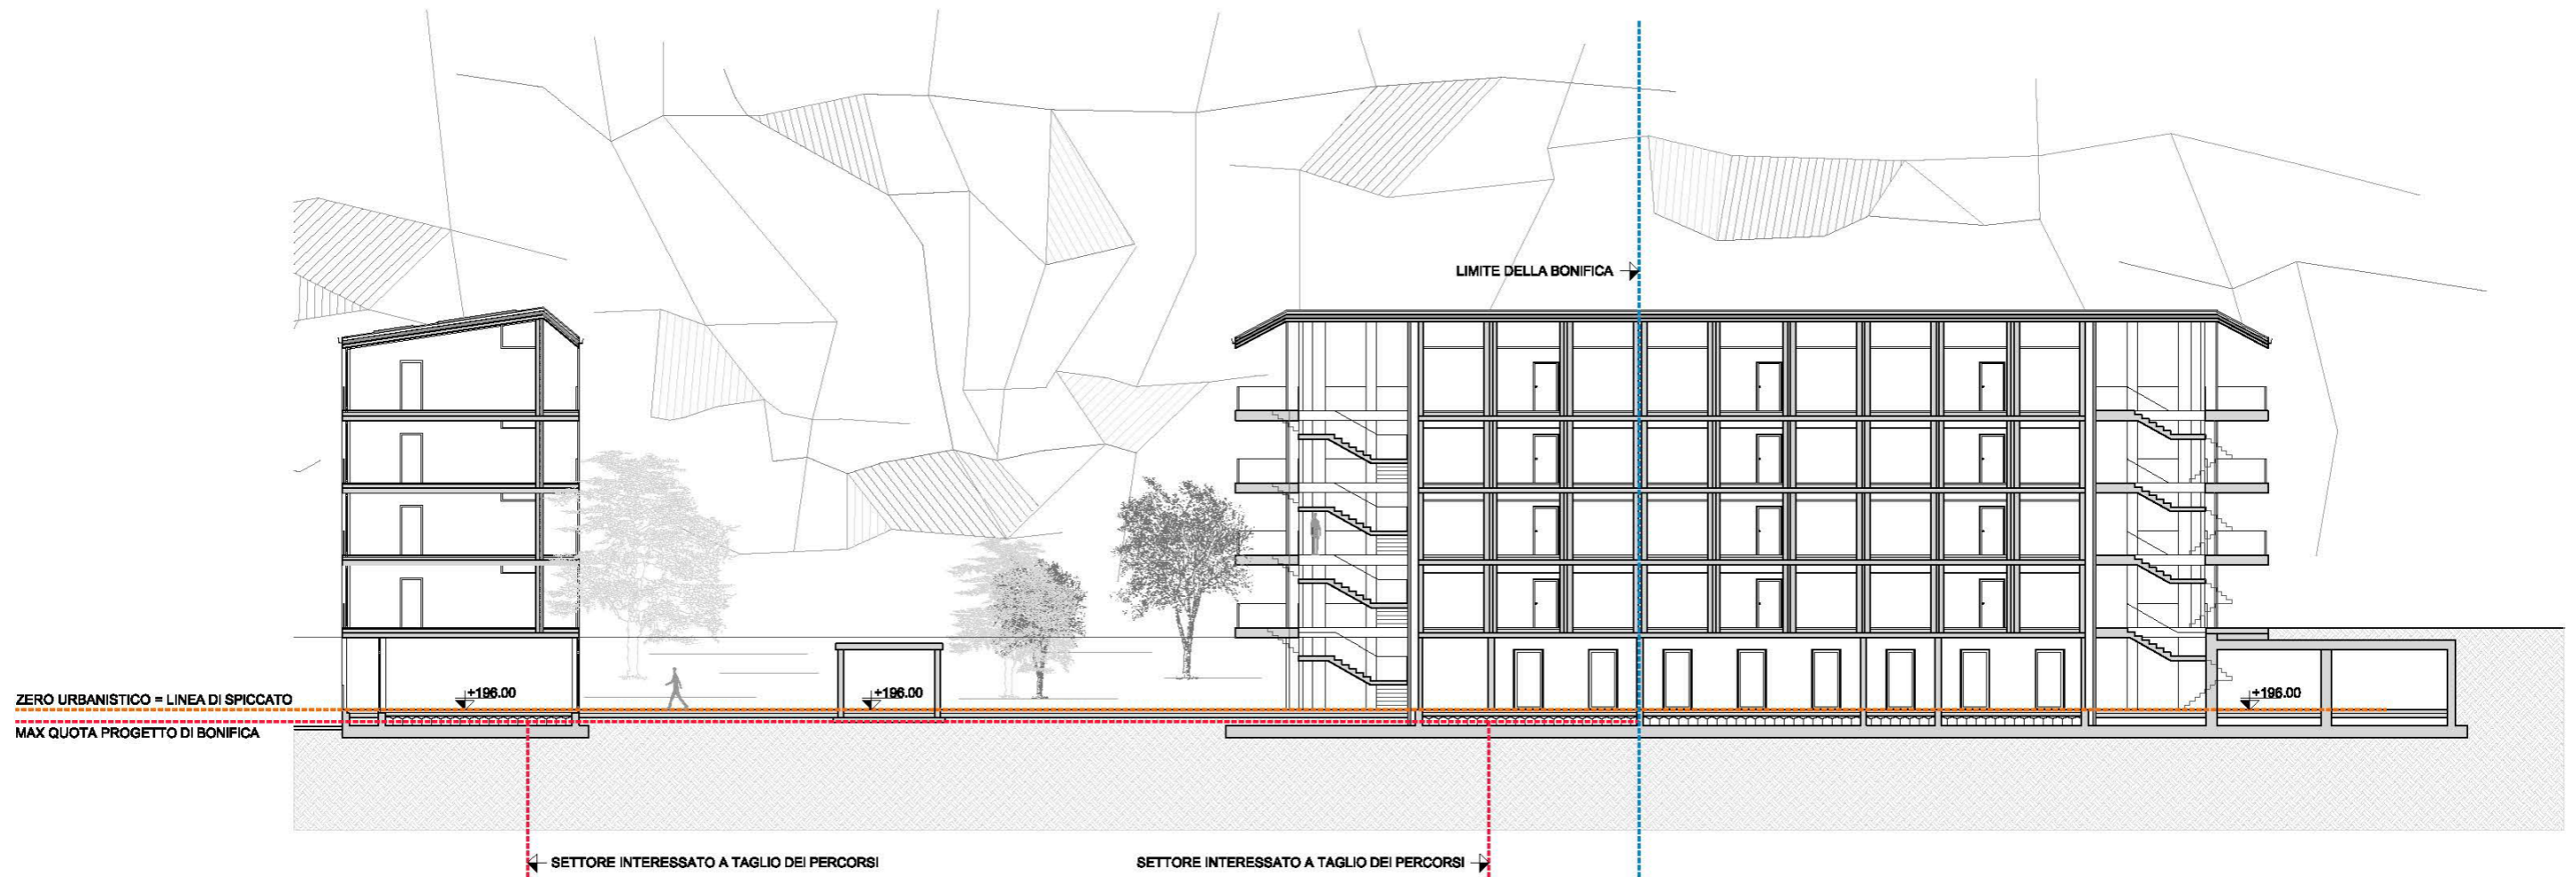 LIMITE DELLA BONIFICA
ZERO URBANISTICO = LINEA DI SPICCATO
+196.00
+196.00
+196.00
MAX QUOTA PROGETTO DI BONIFICA
SETTORE INTERESSATO A TAGLIO DEI PERCORSI
SETTORE INTERESSATO A TAGLIO DEI PERCORSI